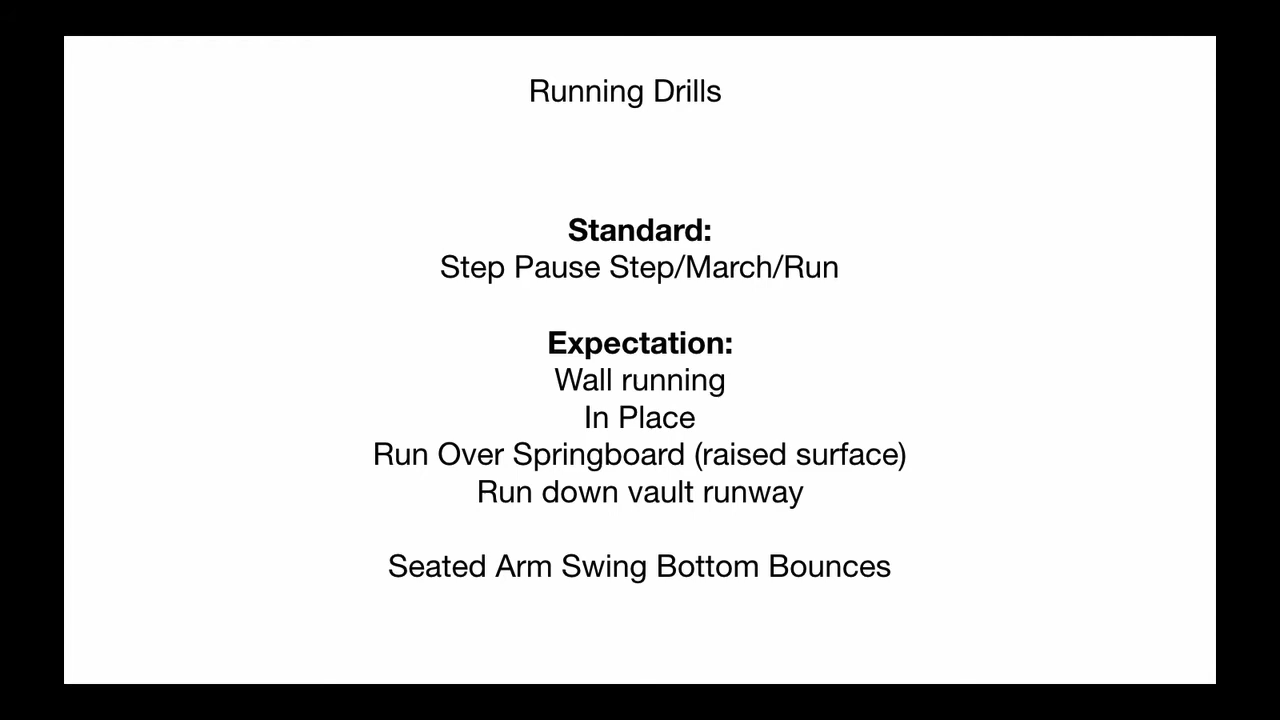 Running Drills
Standard:
Step Pause Step/March/Run
Expectation:
Wall running
In Place
Run Over Springboard (raised surface)
Run down vault runway
Seated Arm Swing Bottom Bounces